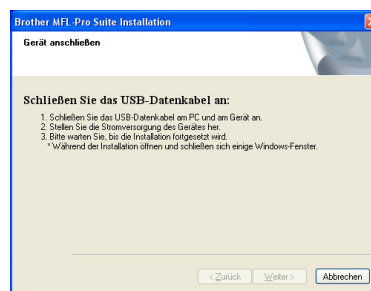 Brother MFL-Pro Suite Installation
Gerät anschließen
Schließen Sie das USB-Datenkabel an:
1. Schließen Sie das USB-Datenkabel am PC und am Gerät an.
2. Stellen Sie die Stromversorgung des Gerätes her.
3. Bitte warten Sie, bis die Installation fortgesetzt wird.
* Während der Installation öffnen und schließen sich einige Windows-Fenster.
< Zurück Weiter > Abbrechen